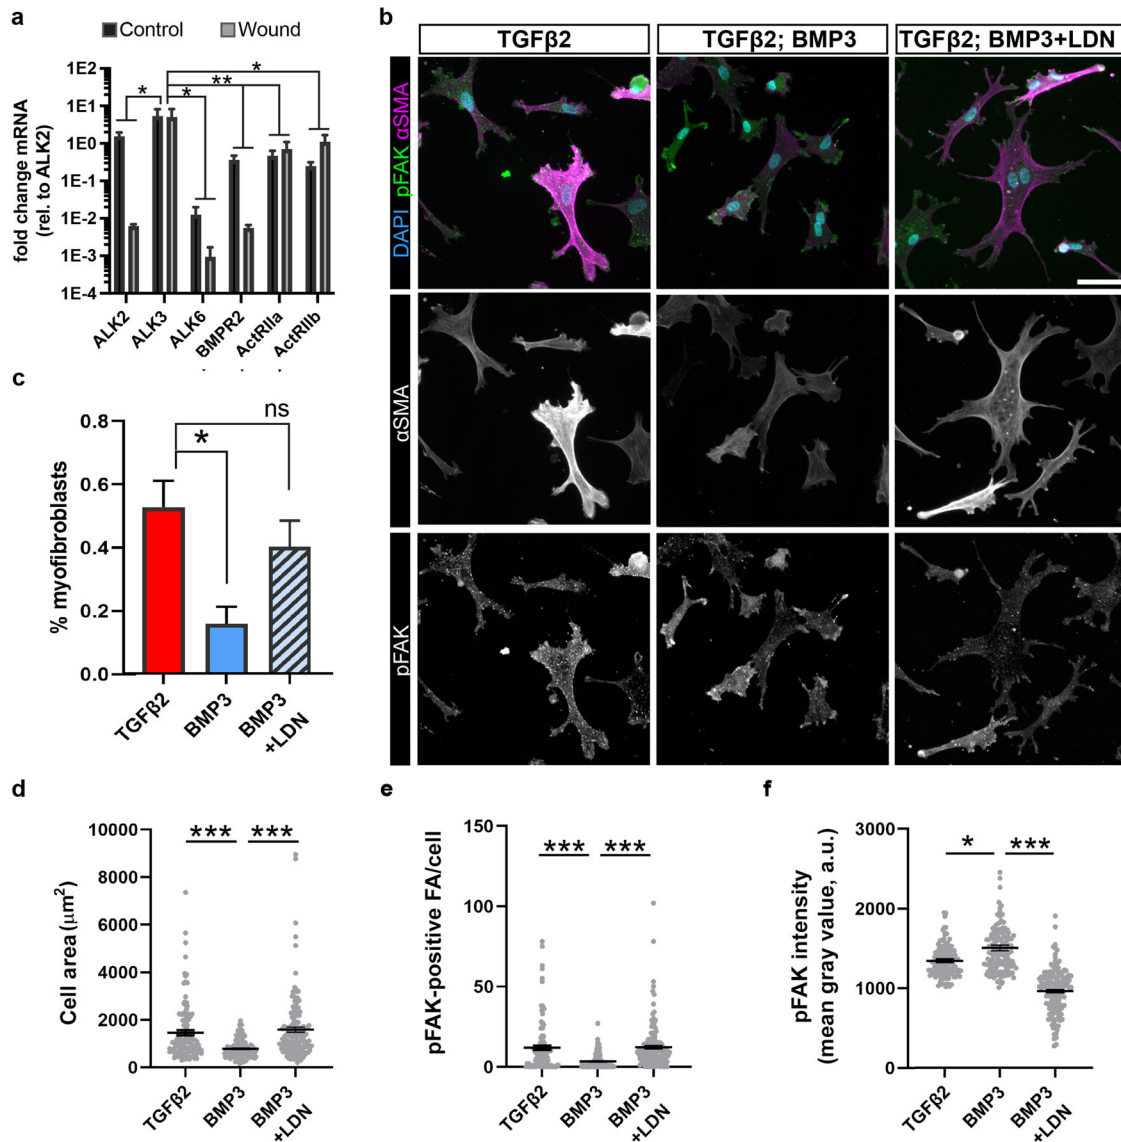 a
Control Wound
fold change mRNA
(rel. to ALK2)
1E2
1E1
1E0
1E-1
1E-2
1E-3
1E-4
* * ** *
ALK2 ALK3 ALK6 BMPR2 ActRIIa ActRIIb
b
TGFβ2 TGFβ2; BMP3 TGFβ2; BMP3+LDN
DAPI pFAK αSMA
αSMA
pFAK
c
% myofibroblasts
0.8
0.6
0.4
0.2
0.0
ns
*
TGFβ2 BMP3 BMP3
+LDN
d
Cell area (μm²)
10000
8000
6000
4000
2000
0
*** ***
TGFβ2 BMP3 BMP3
+LDN
e
pFAK-positive FA/cell
150
100
50
0
*** ***
TGFβ2 BMP3 BMP3
+LDN
f
pFAK intensity
(mean gray value, a.u.)
3000
2000
1000
0
* ***
TGFβ2 BMP3 BMP3
+LDN